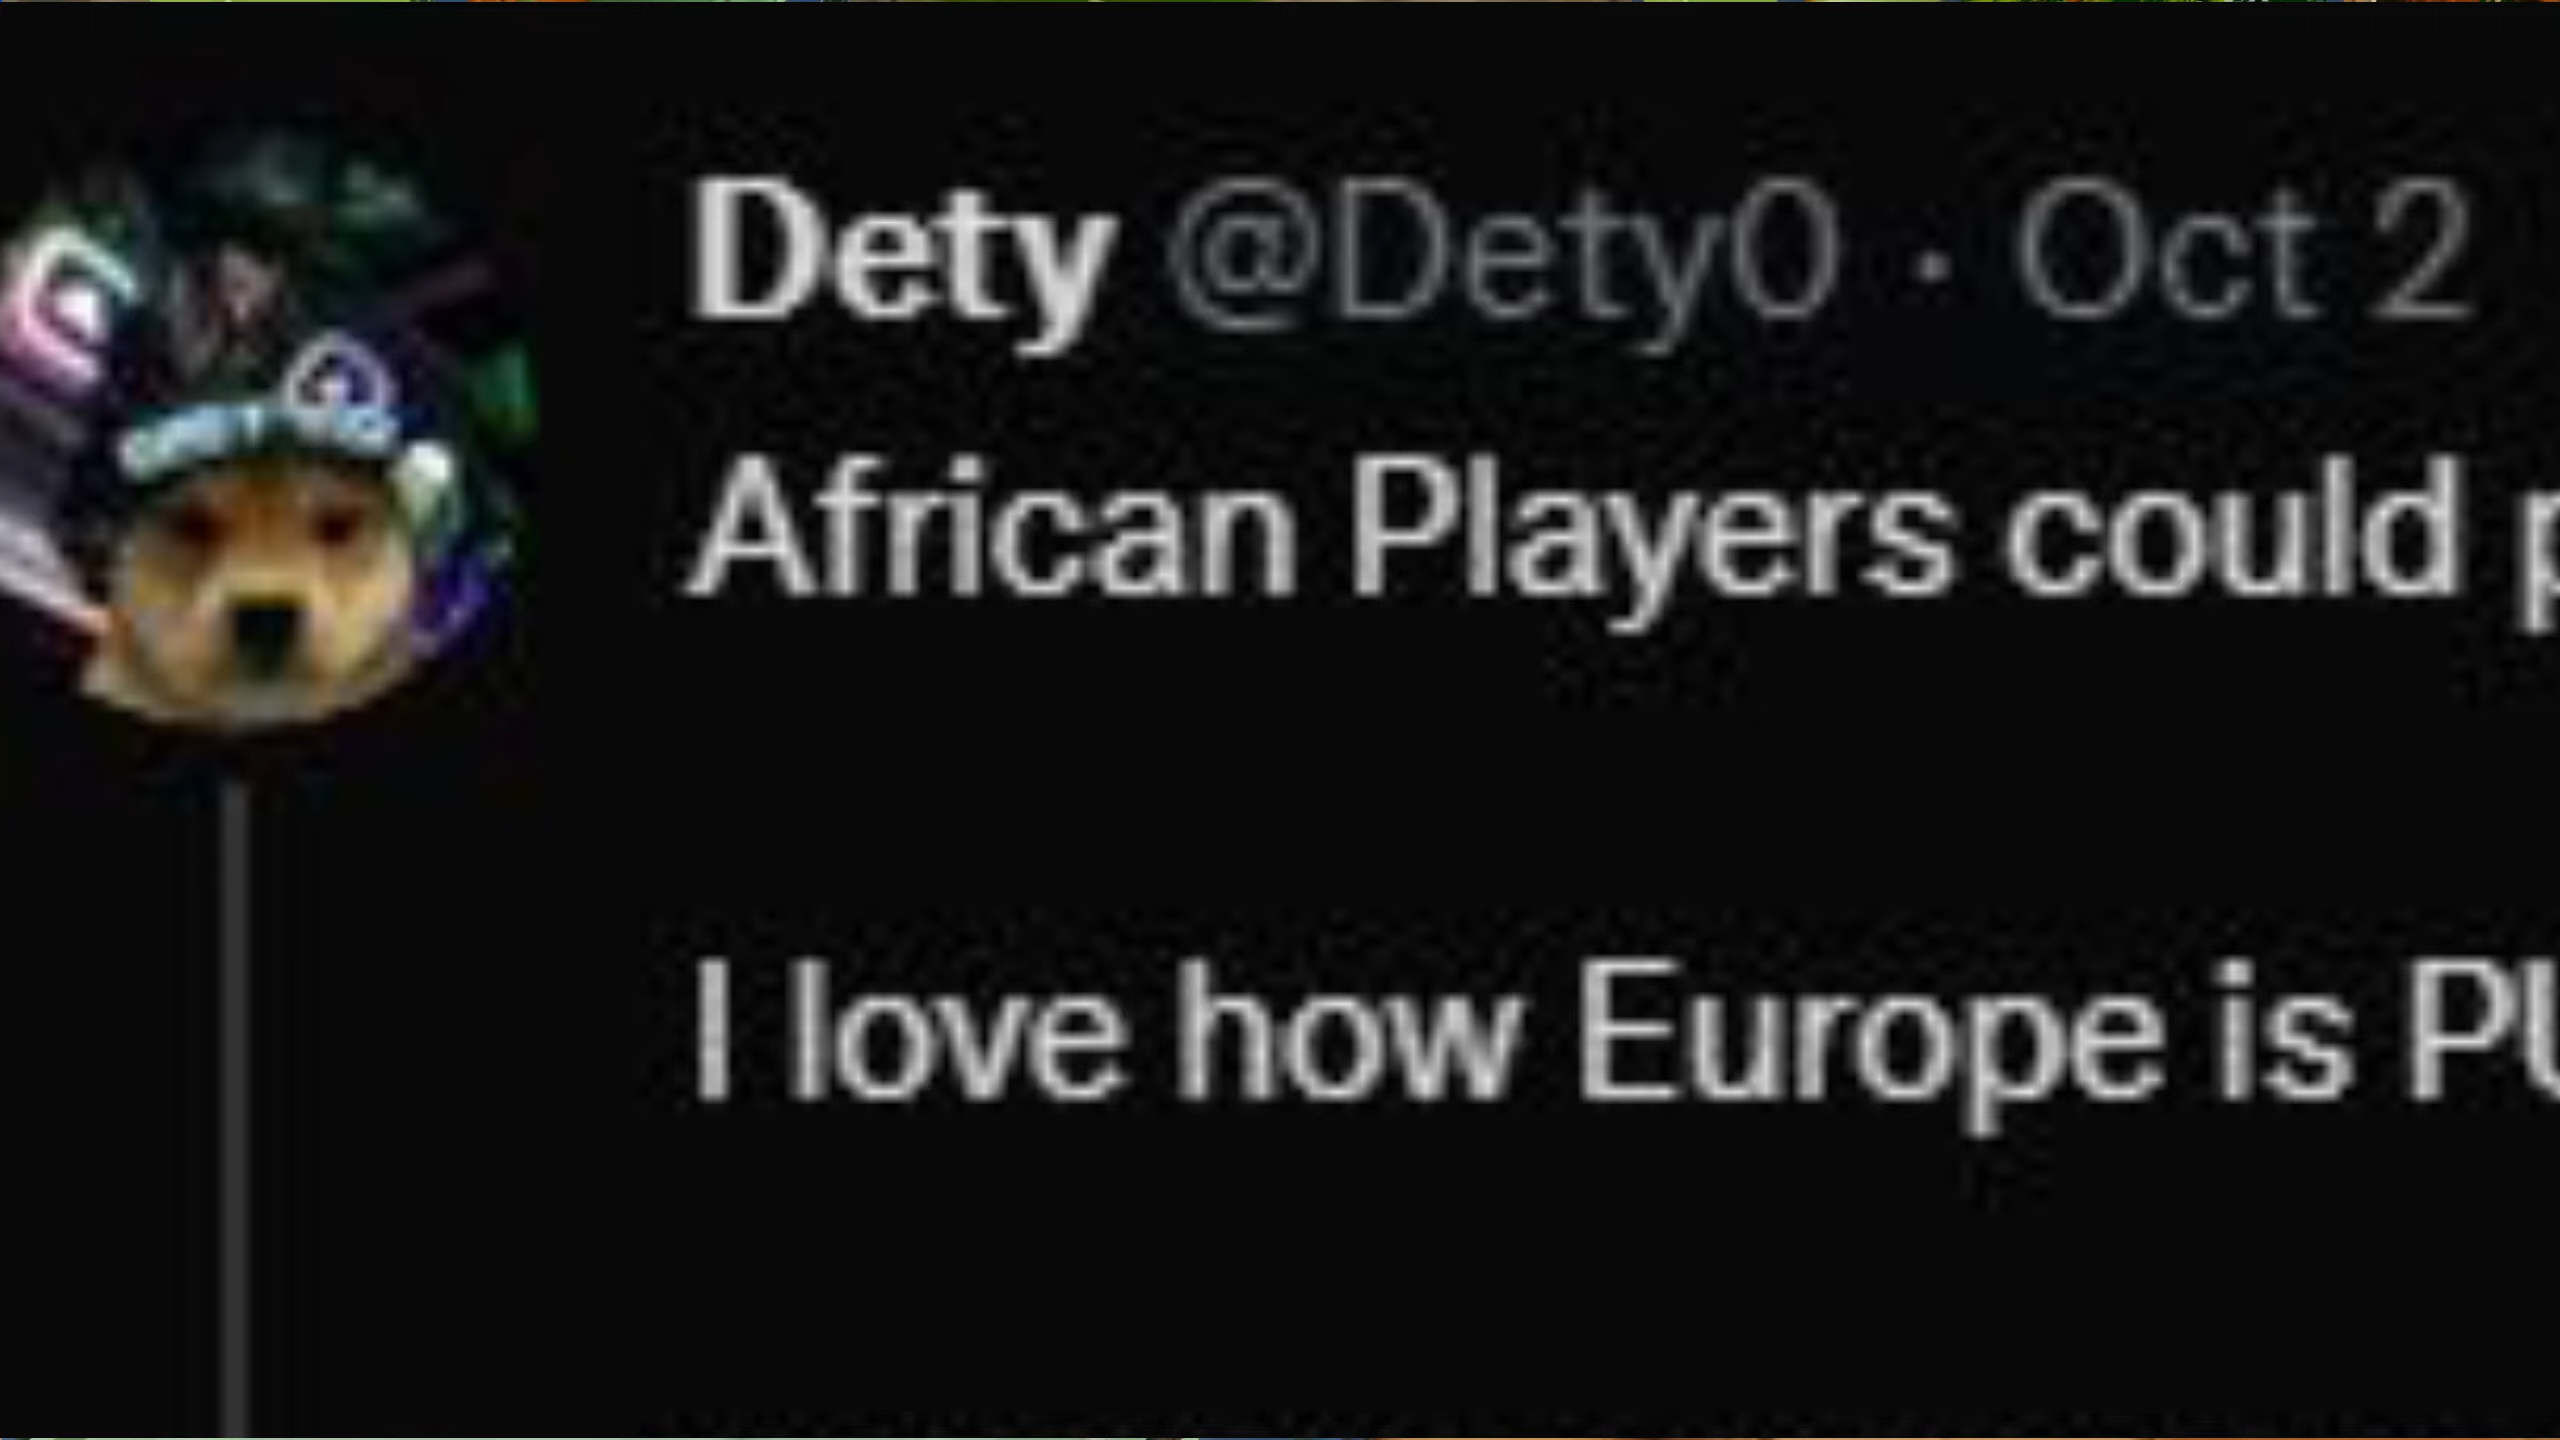 Dety @Dety0 · Oct 2
African Players could p
I love how Europe is PU